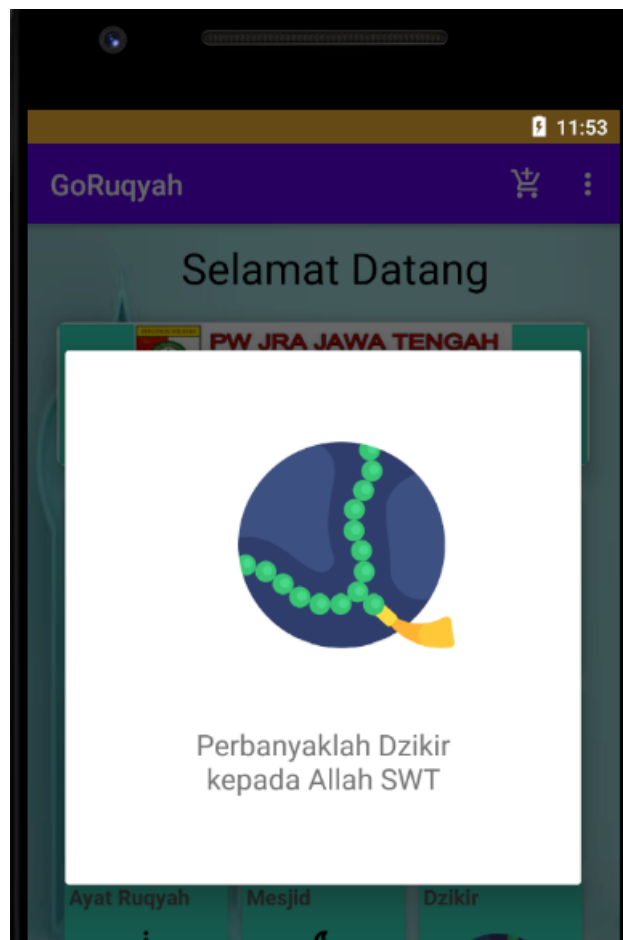 11:53
GoRuqyah
Selamat Datang
PW JRA JAWA TENGAH
Perbanyaklah Dzikir
kepada Allah SWT
Ayat Ruqyah
Mesjid
Dzikir